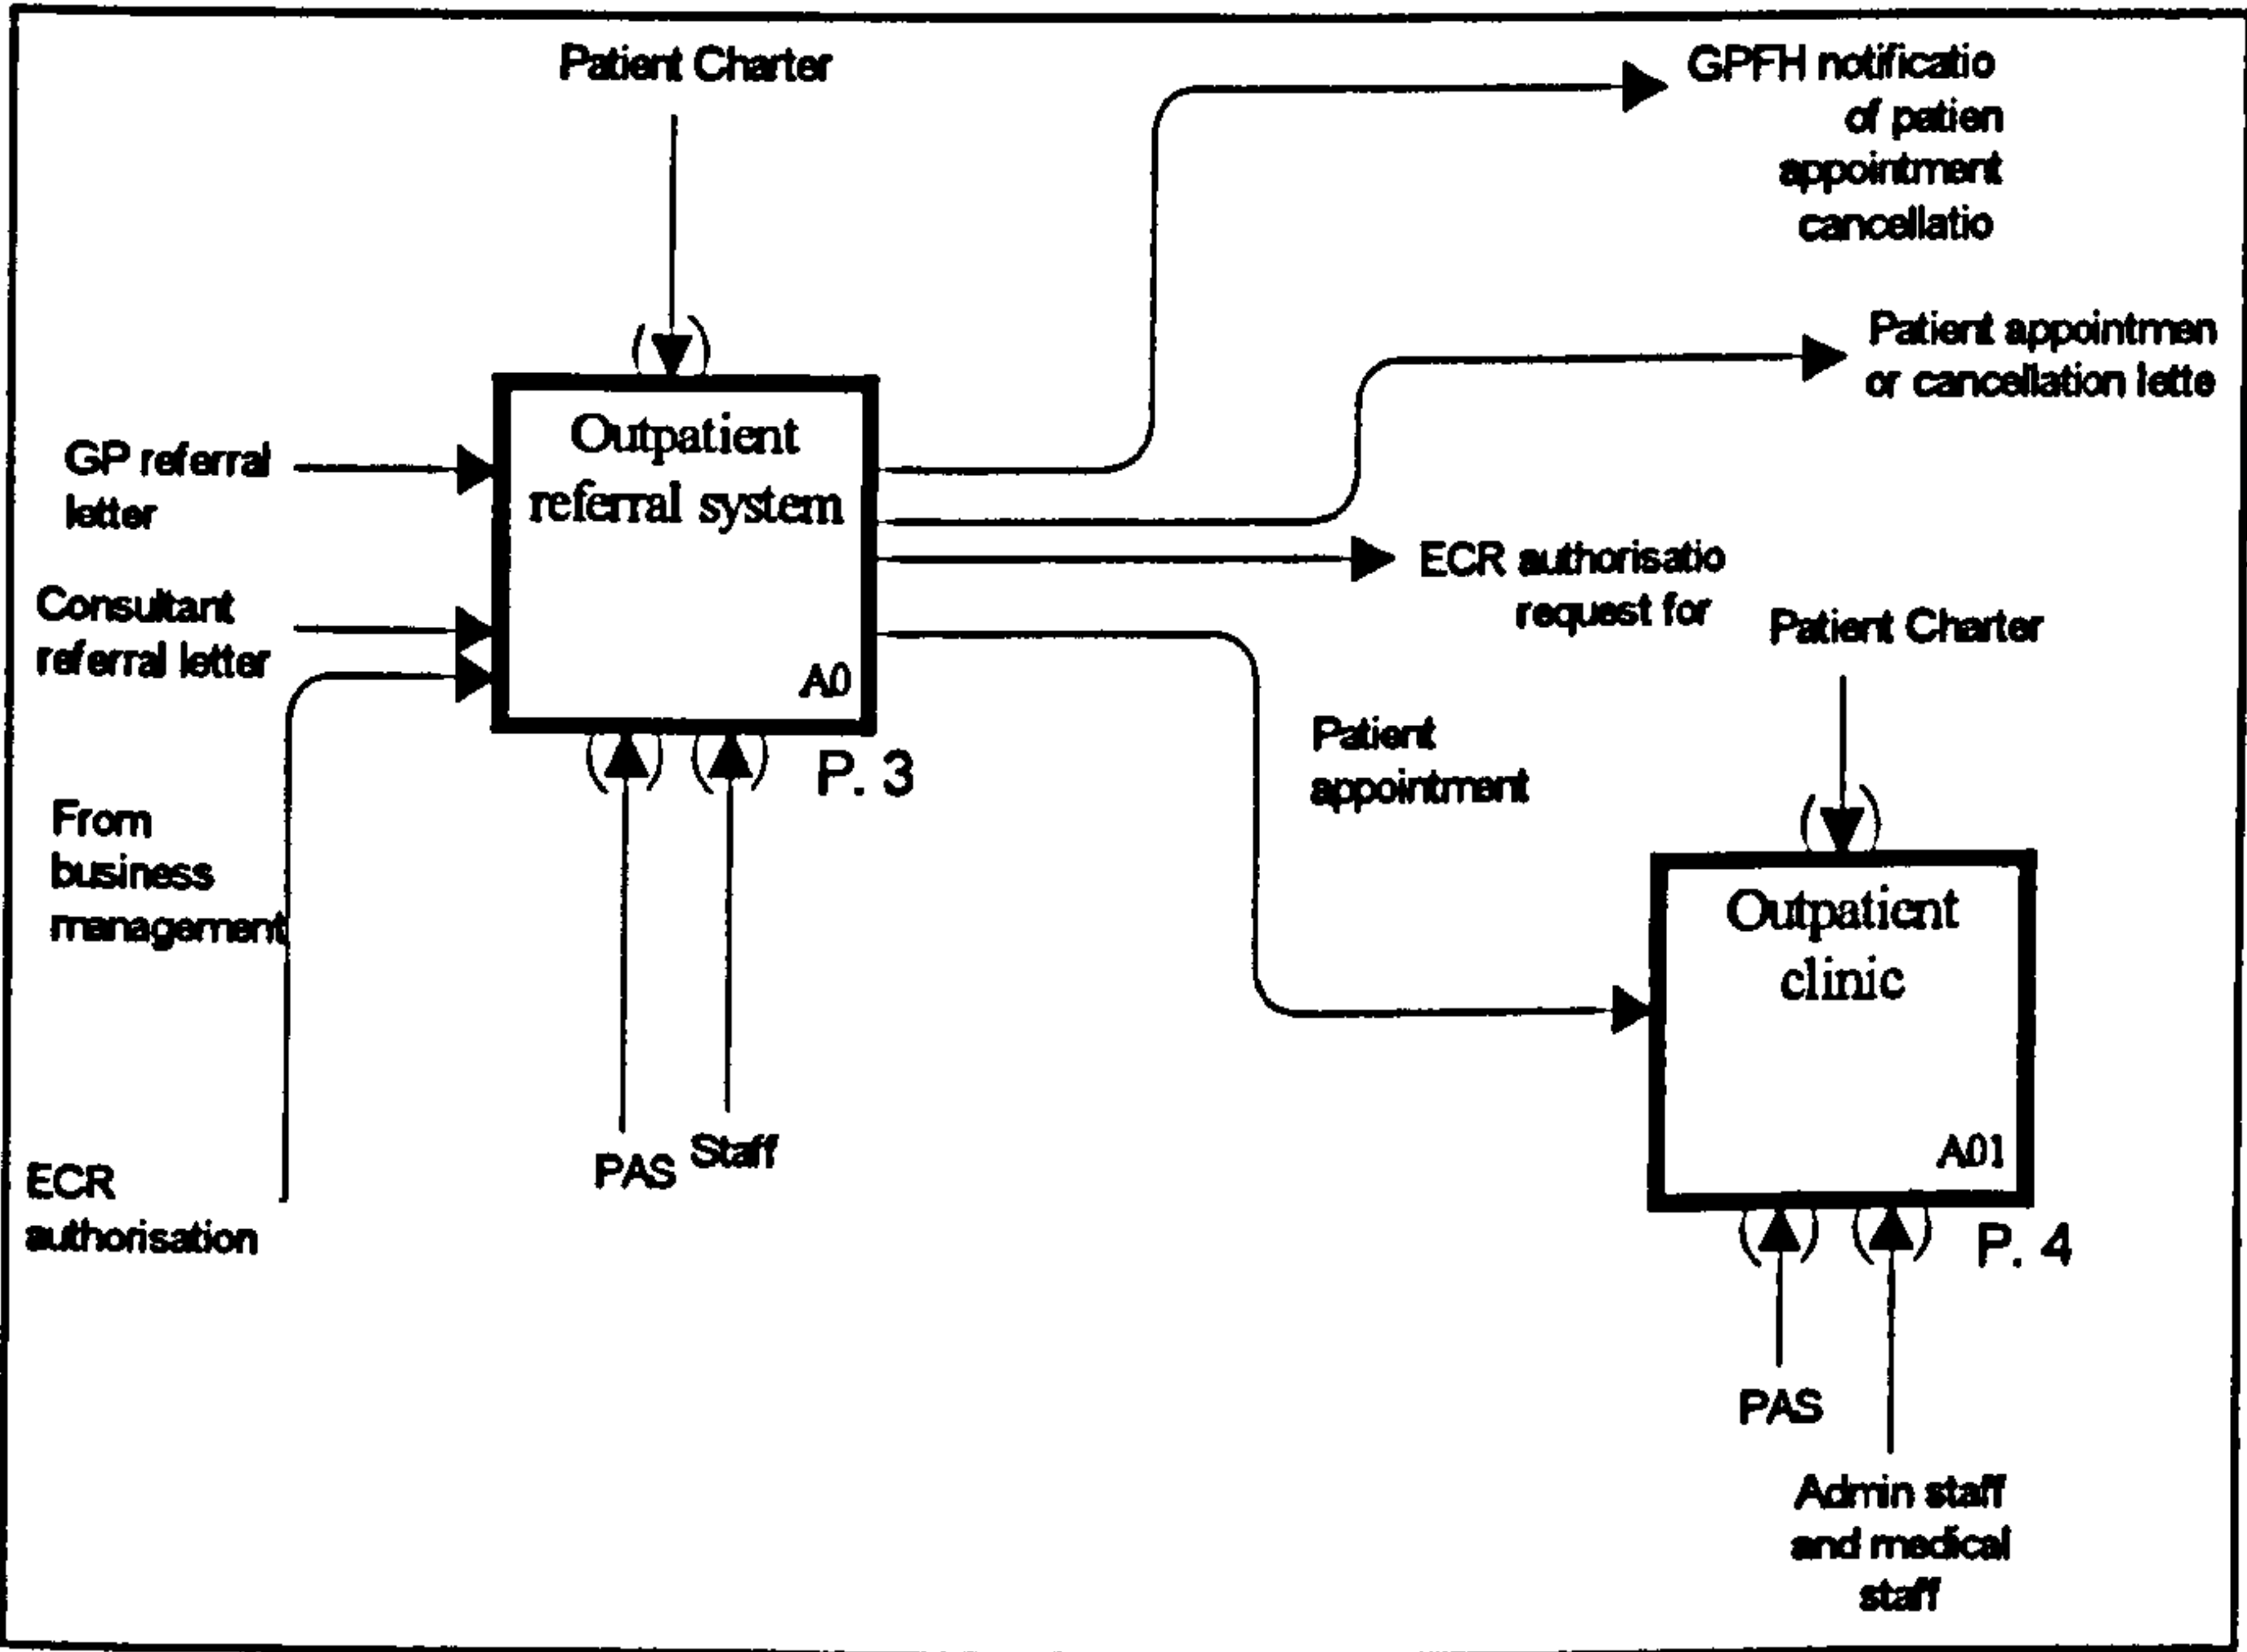 Patient Charter
GPFH notificatio
of patien
appointment
cancellatio
Patient appointmen
or cancellation lette
Outpatient
referral system
A0
P. 3
GP referral
letter
Consultant
referral letter
From
business
management
ECR
authorisation
PAS
Staff
ECR authorisatio
request for
Patient
appointment
Patient Charter
Outpatient
clinic
A01
P. 4
PAS
Admin staff
and medical
staff